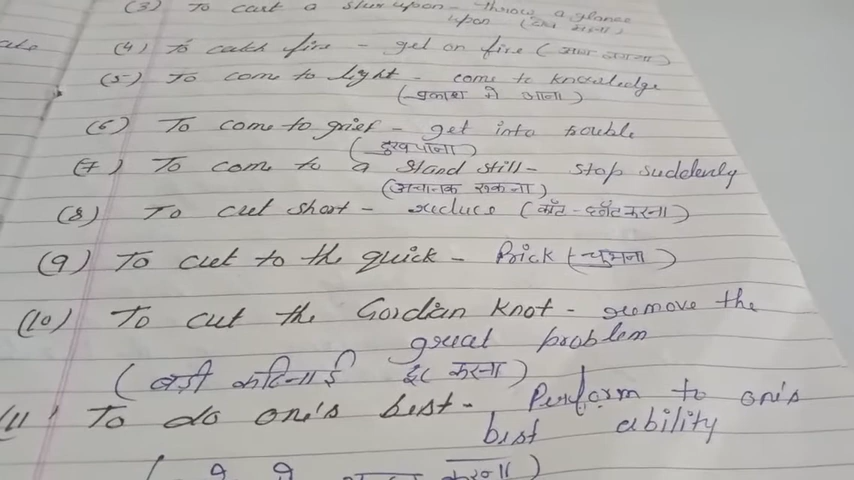 (3) To cast a slur upon - throw a glance
upon
(4) To catch fire - get on fire (आग लगना)
(5) To come to light - come to knowledge
(प्रकाश में आना)
(6) To come to grief - get into trouble
(दुख पाना)
(7) To come to a stand still - stop suddenly
(अचानक रुकना)
(8) To cut short - reduce (काँट - छाँट करना)
(9) To cut to the quick - Prick (चुभना)
(10) To cut the Gordian Knot - remove the
great problem
(बड़ी कठिनाई दूर करना)
(11) To do one's best - Perform to one's
best ability
करना)